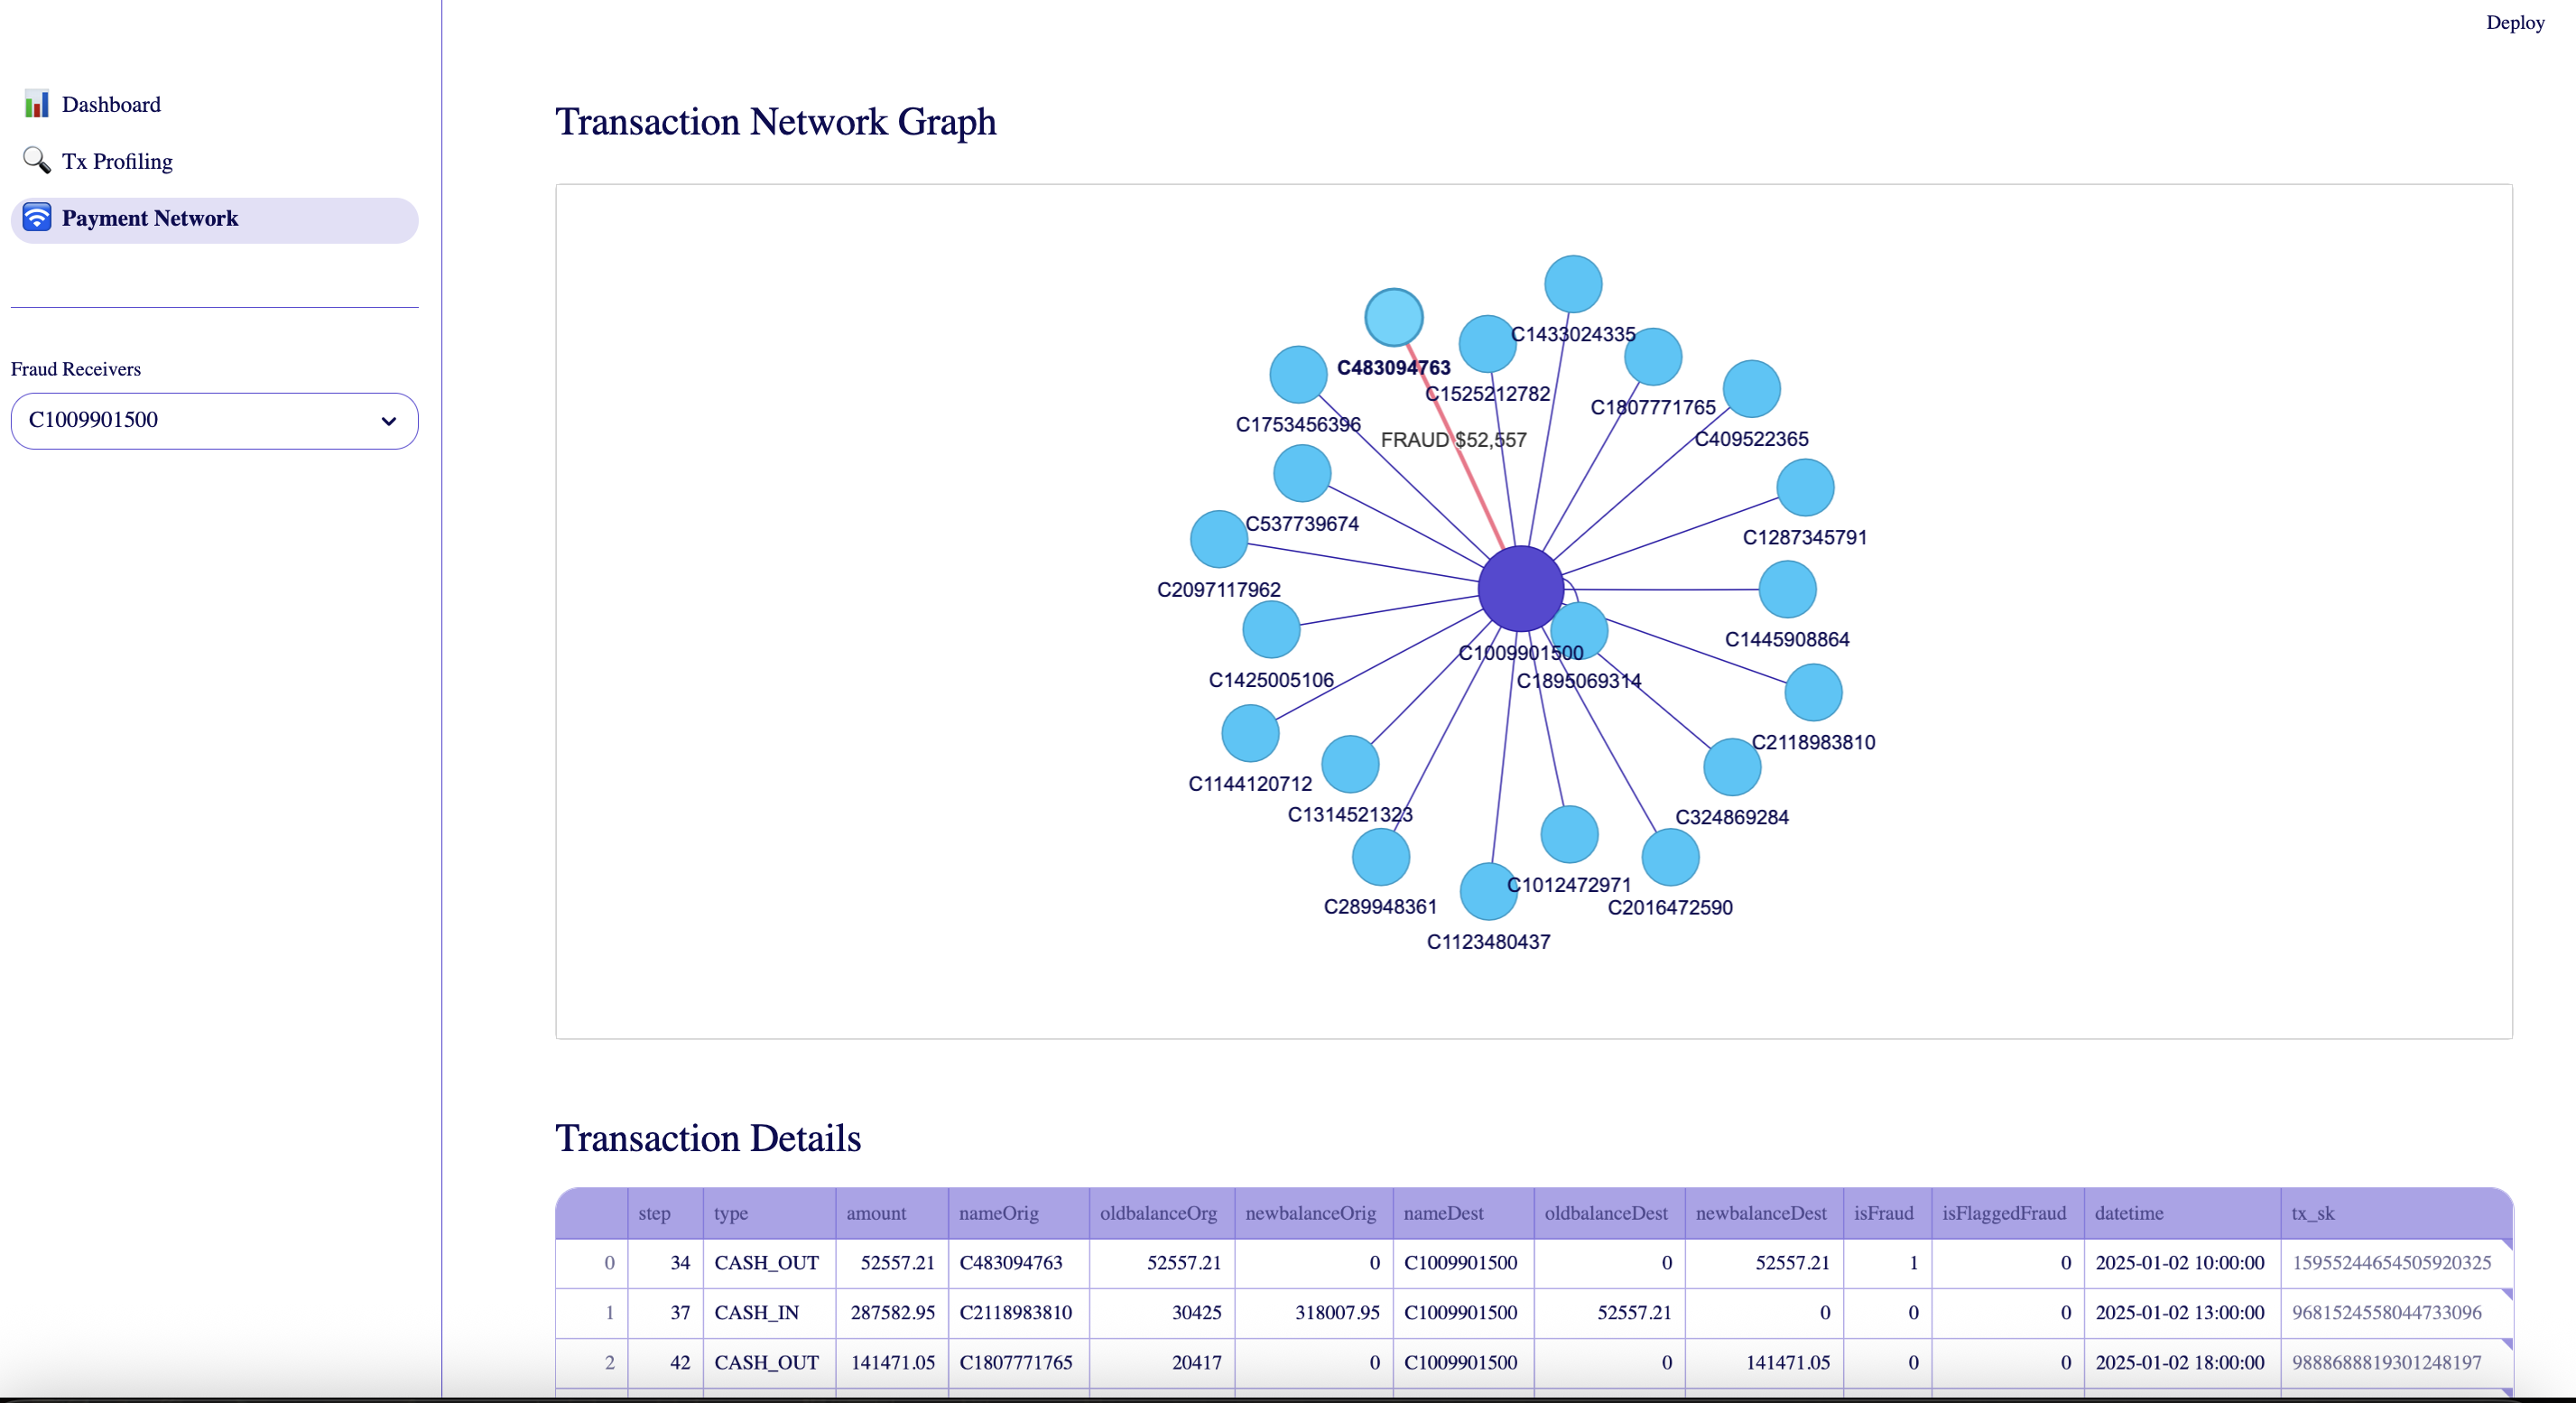 Deploy
Dashboard
Tx Profiling
Payment Network
Fraud Receivers
C1009901500
Transaction Network Graph
C1433024335
C483094763
C1525212782
C1807771765
C1753456396
FRAUD $52,557
C409522365
C537739674
C1287345791
C2097117962
C1445908864
C1009901500
C1425005106
C1895069314
C2118983810
C1144120712
C1314521323
C324869284
C1012472971
C289948361
C2016472590
C1123480437
Transaction Details
step type amount nameOrig oldbalanceOrg newbalanceOrig nameDest oldbalanceDest newbalanceDest isFraud isFlaggedFraud datetime tx_sk
0 34 CASH_OUT 52557.21 C483094763 52557.21 0 C1009901500 0 52557.21 1 0 2025-01-02 10:00:00 15955244654505920325
1 37 CASH_IN 287582.95 C2118983810 30425 318007.95 C1009901500 52557.21 0 0 0 2025-01-02 13:00:00 9681524558044733096
2 42 CASH_OUT 141471.05 C1807771765 20417 0 C1009901500 0 141471.05 0 0 2025-01-02 18:00:00 9888688819301248197